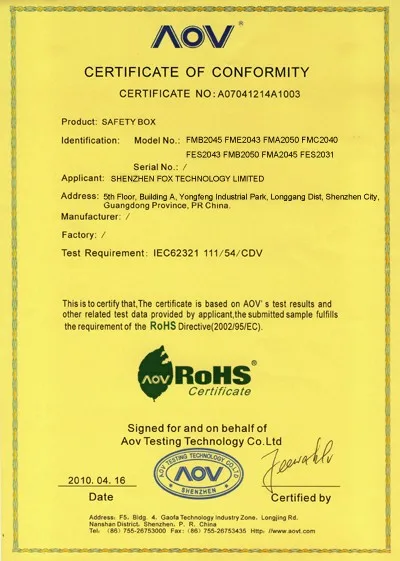 AOV®
CERTIFICATE OF CONFORMITY
CERTIFICATE NO: A07041214A1003
Product: SAFETY BOX
Identification: Model No.: FMB2045 FME2043 FMA2050 FMC2040
FES2043 FMB2050 FMA2045 FES2031
Serial No.: /
Applicant: SHENZHEN FOX TECHNOLOGY LIMITED
Address: 5th Floor, Building A, Yongfeng Industrial Park, Longgang Dist, Shenzhen City,
Guangdong Province, PR China.
Manufacturer: /
Factory: /
Test Requirement: IEC62321 111/54/CDV
This is to certify that,The certificate is based on AOV's test results and
other related test data provided by applicant,the submitted sample fulfills
the requirement of the RoHS Directive(2002/95/EC).
AOV RoHS®
Certificate
Signed for and on behalf of
Aov Testing Technology Co.Ltd
AOV TESTING TECHNOLOGY CO.,LTD
AOV
SHENZHEN
2010. 04. 16
Date
Certified by
Address: F5. Bldg. 4. Gaofa Technology Industry Zone. Longjing Rd.
Nanshan District. Shenzhen. P. R. China
Tel: (86) 755-26753000 Fax: (86) 755-26753435 Http: //www.aovt.com